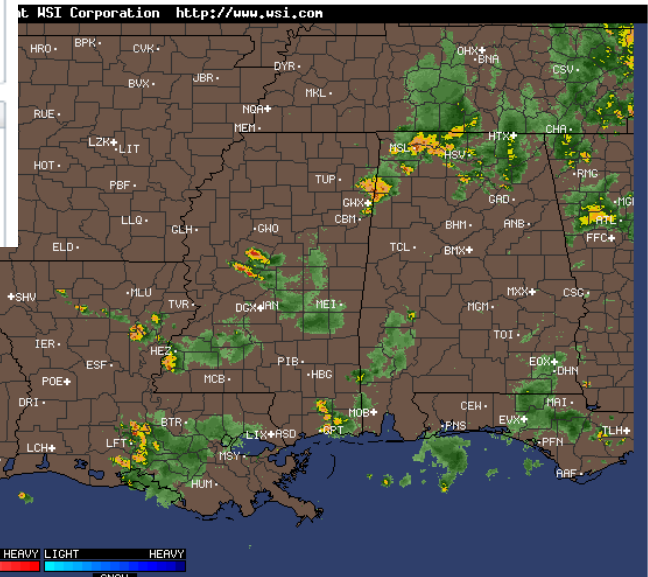 nt WSI Corporation http://www.wsi.com
HRO BPK CVK OHX BNA
DYR CSV
BVX JBR MKL
RUE NQA
MEM CHA
LZK LIT MSL HTX
HSV
HOT RMG
PBF TUP
GWX GAD
LLQ CBM ATL
GLH GWO BHM ANB
FFC
ELD TCL BMX
SHV MLU MXX CSG
TVR DGX JAN MEI MGM
TOI
IER HEZ
ESF PIB EOX
POE MCB HBG DHN
DRI CEW MAI
MOB
BTR EVX
LFT LIX ASD GPT PNS TLH
LCH MSY PFN
HUM AAF
HEAVY LIGHT HEAVY
SNOW